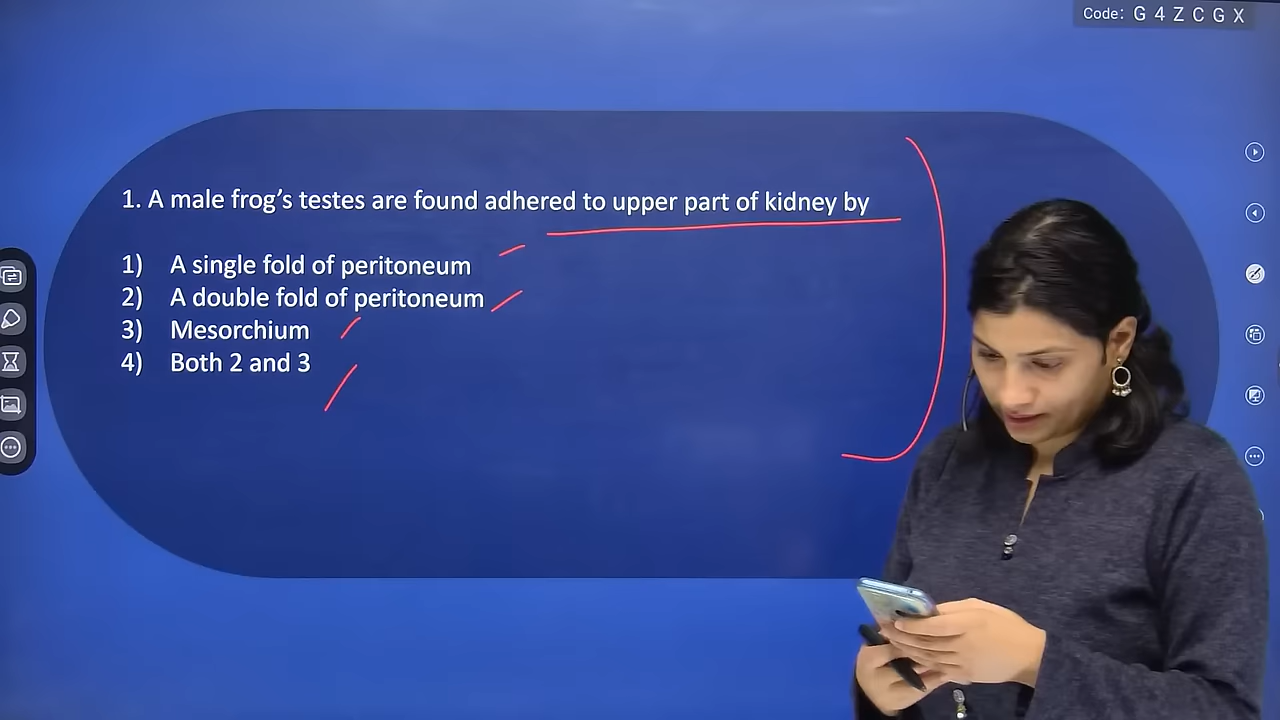 Code: G 4 Z C G X
1. A male frog’s testes are found adhered to upper part of kidney by
1) A single fold of peritoneum
2) A double fold of peritoneum
3) Mesorchium
4) Both 2 and 3